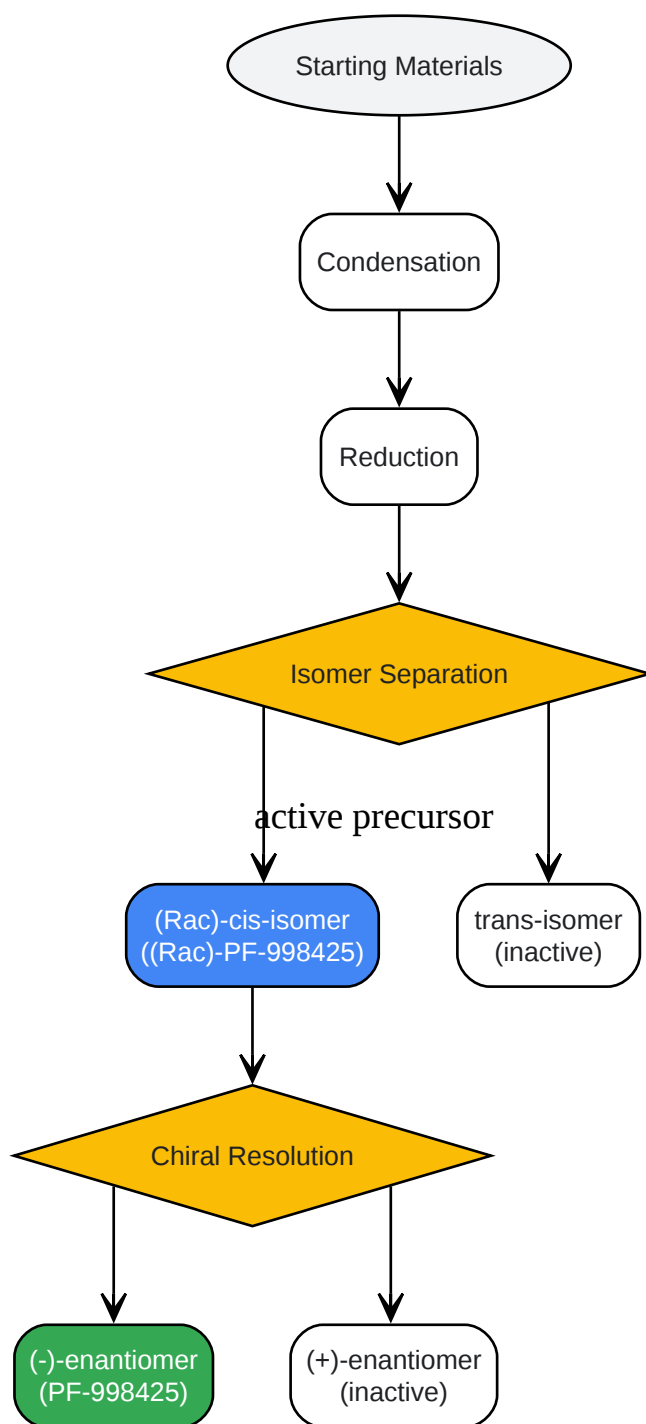 Starting Materials
Condensation
Reduction
Isomer Separation
active precursor
(Rac)-cis-isomer
((Rac)-PF-998425)
trans-isomer
(inactive)
Chiral Resolution
(-)-enantiomer
(PF-998425)
(+)-enantiomer
(inactive)